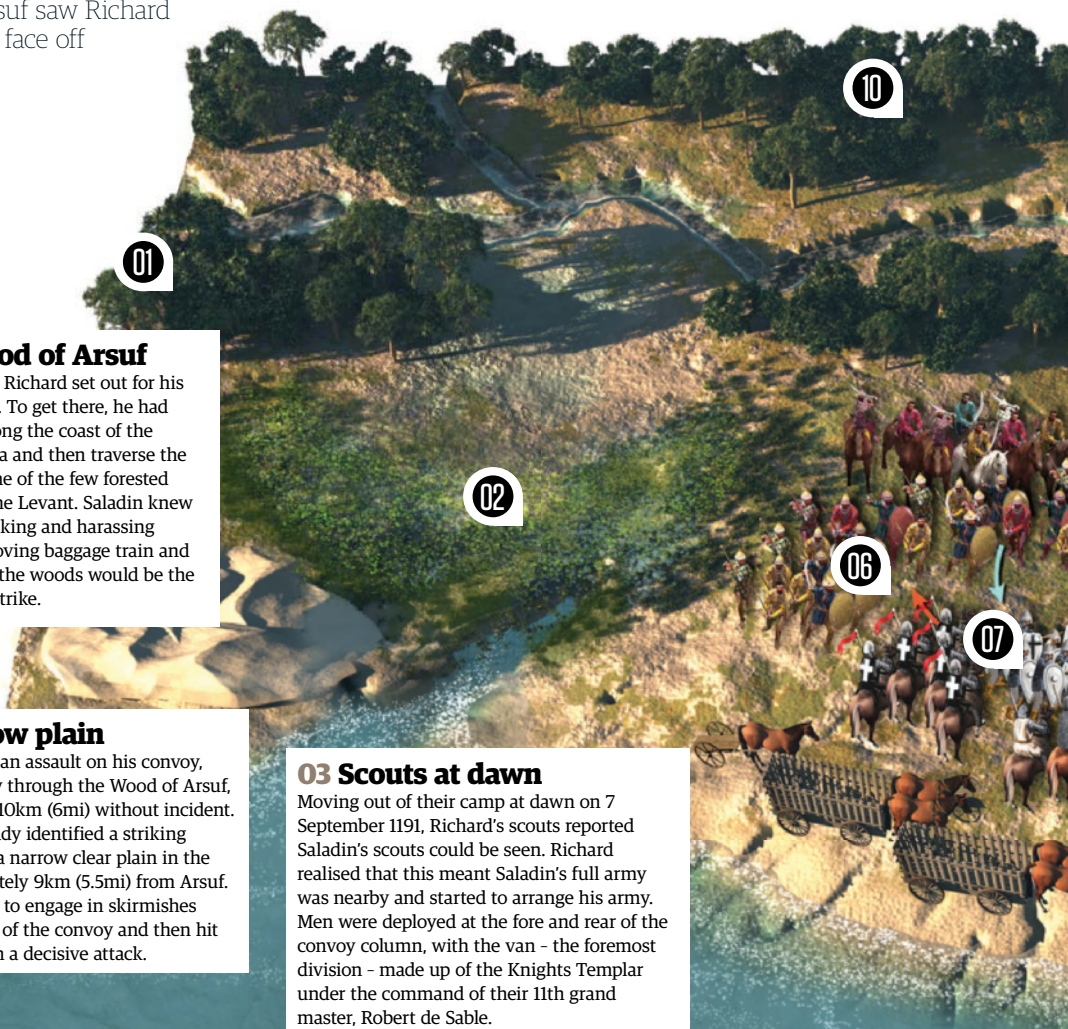 suf saw Richard
face off
10
01
od of Arsuf
Richard set out for his
. To get there, he had
ong the coast of the
a and then traverse the
ne of the few forested
he Levant. Saladin knew
king and harassing
oving baggage train and
the woods would be the
trike.
02
06
07
ow plain
an assault on his convoy,
y through the Wood of Arsuf,
10km (6mi) without incident.
dy identified a striking
a narrow clear plain in the
tely 9km (5.5mi) from Arsuf.
to engage in skirmishes
of the convoy and then hit
n a decisive attack.
03 Scouts at dawn
Moving out of their camp at dawn on 7
September 1191, Richard's scouts reported
Saladin's scouts could be seen. Richard
realised that this meant Saladin's full army
was nearby and started to arrange his army.
Men were deployed at the fore and rear of the
convoy column, with the van – the foremost
division – made up of the Knights Templar
under the command of their 11th grand
master, Robert de Sable.